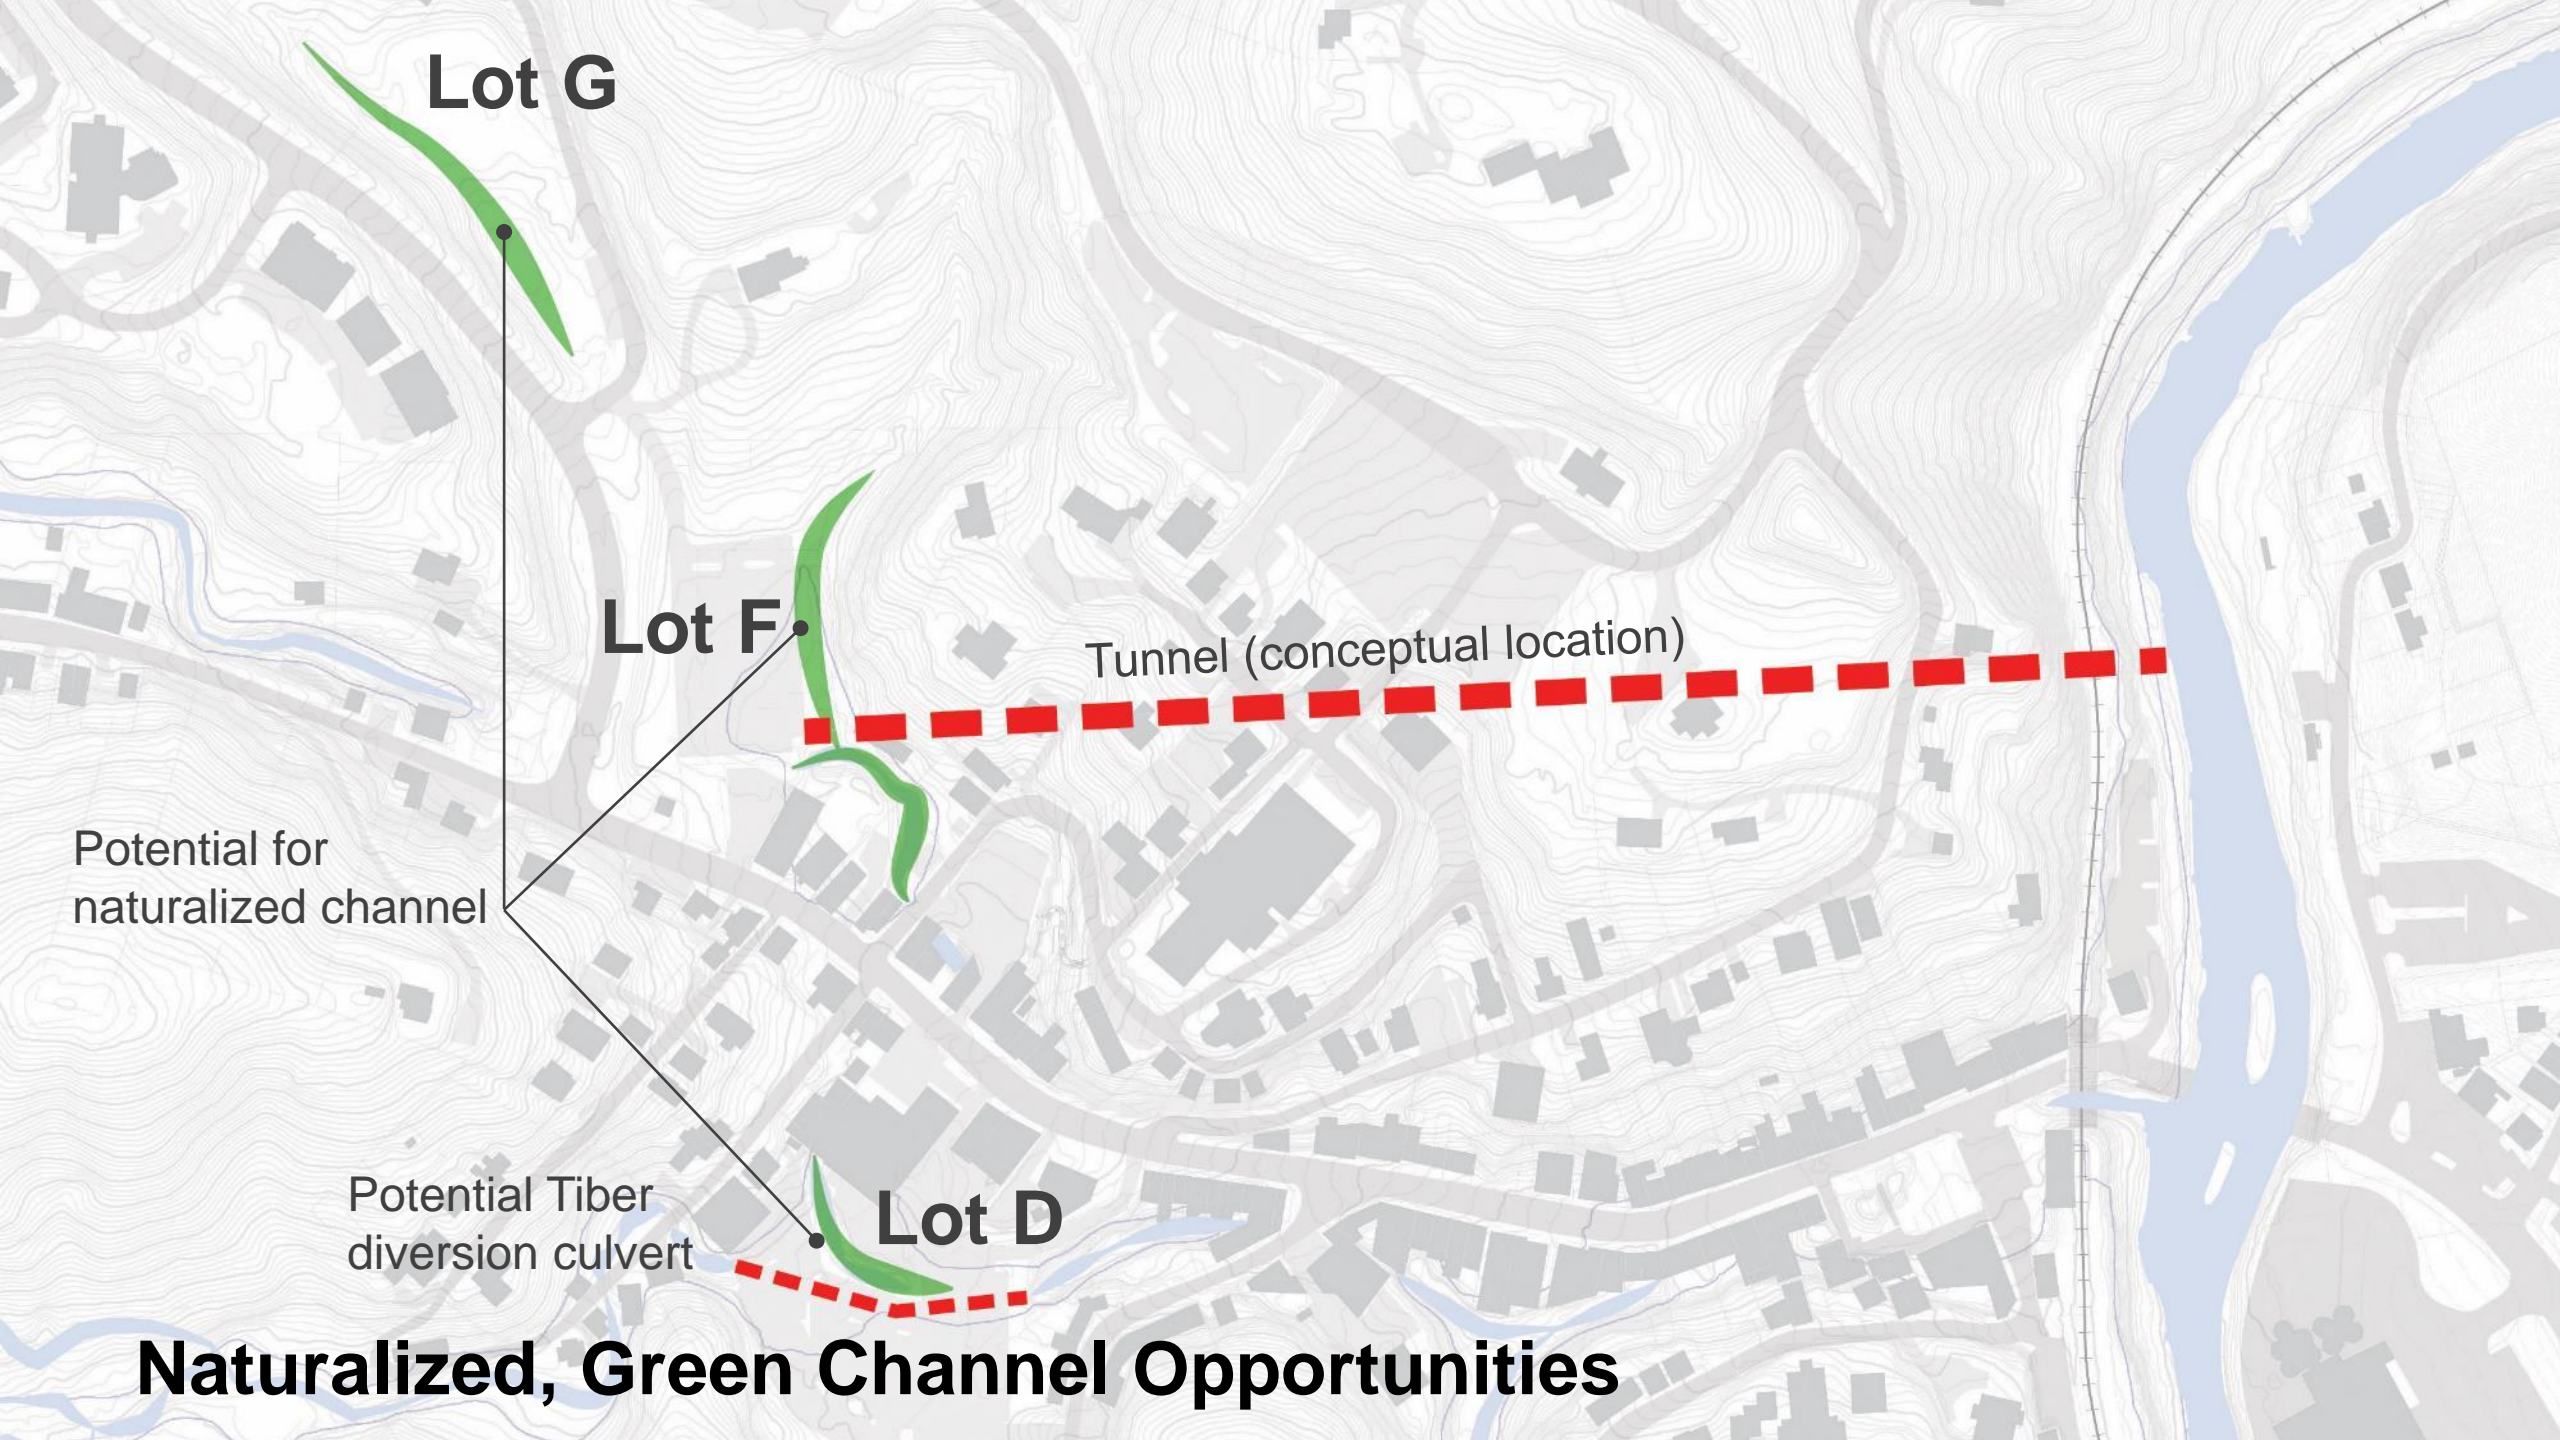 Lot G
Lot F
Tunnel (conceptual location)
Potential for
naturalized channel
Potential Tiber
diversion culvert
Lot D
Naturalized, Green Channel Opportunities